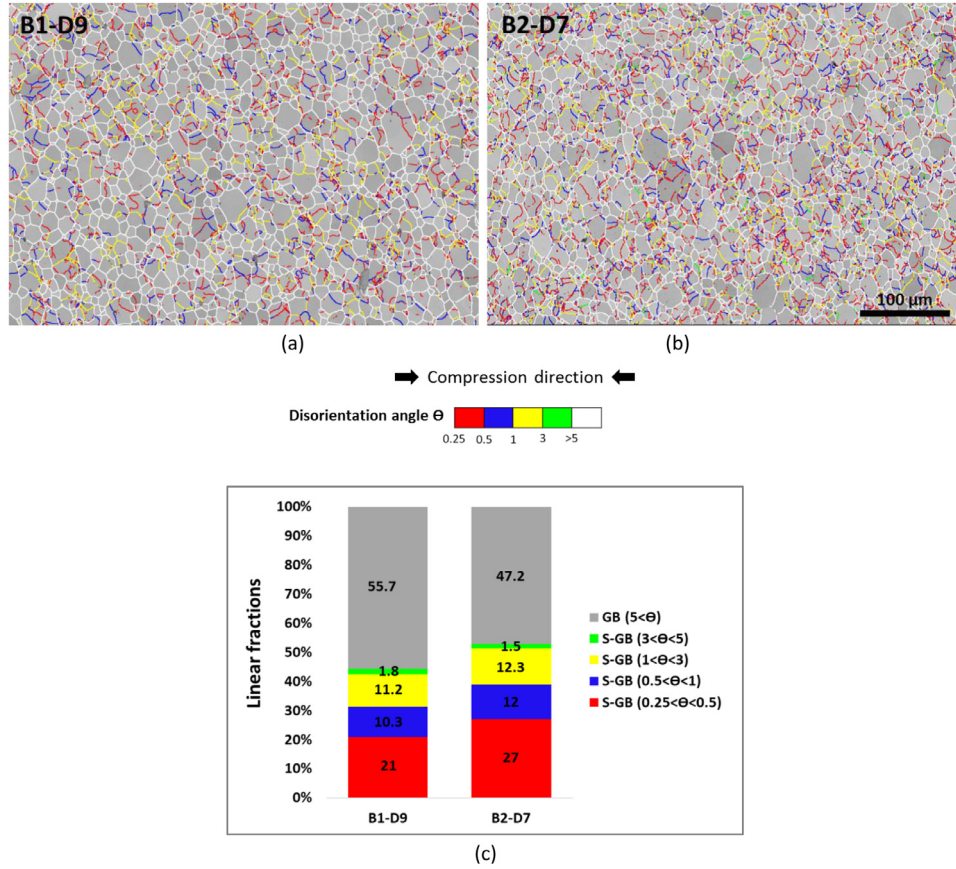 B1-D9
B2-D7
100 µm
(a)
(b)
Compression direction
Disorientation angle Θ
0.25 0.5 1 3 >5
100%
90%
80%
70%
60%
50%
40%
30%
20%
10%
0%
Linear fractions
55.7
1.8
11.2
10.3
21
47.2
1.5
12.3
12
27
B1-D9
B2-D7
GB (5<Θ)
S-GB (3<Θ<5)
S-GB (1<Θ<3)
S-GB (0.5<Θ<1)
S-GB (0.25<Θ<0.5)
(c)